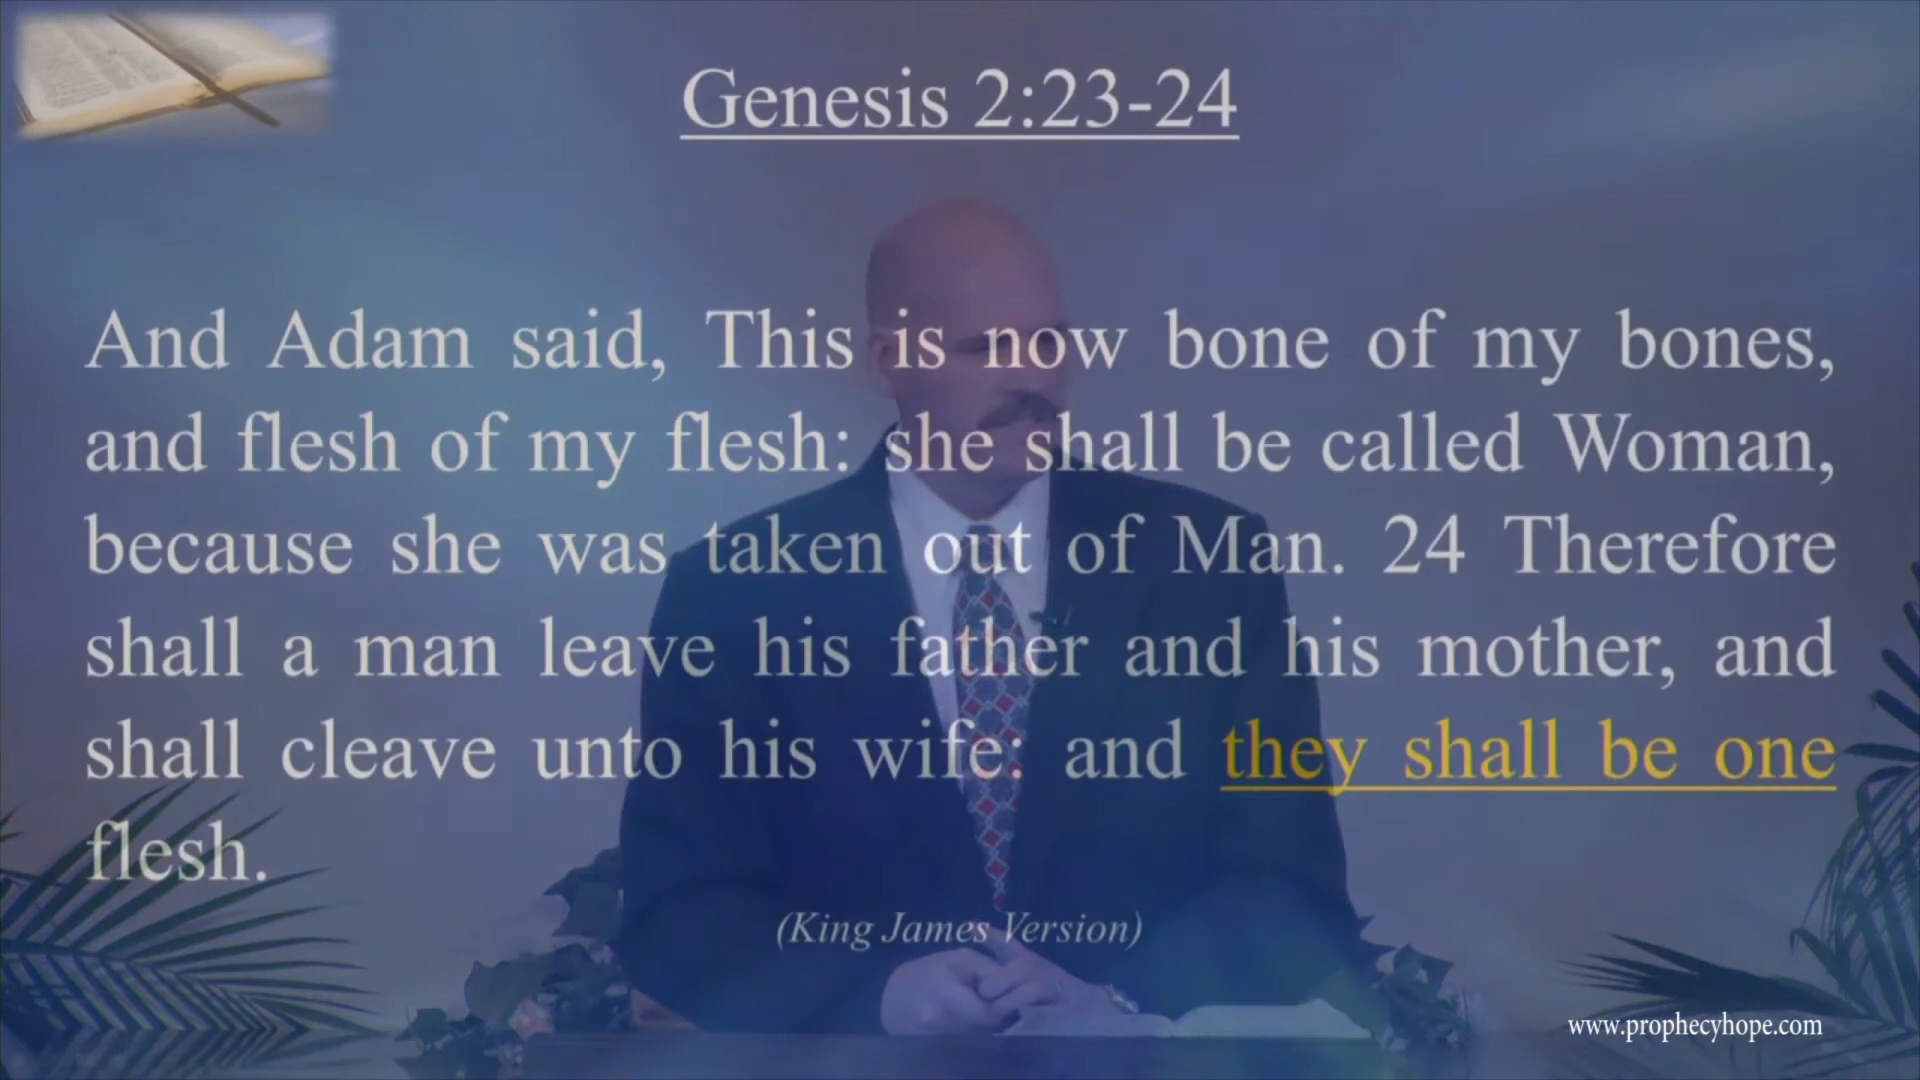 Genesis 2:23-24
And Adam said, This is now bone of my bones,
and flesh of my flesh: she shall be called Woman,
because she was taken out of Man. 24 Therefore
shall a man leave his father and his mother, and
shall cleave unto his wife: and they shall be one
flesh.
(King James Version)
www.prophecyhope.com